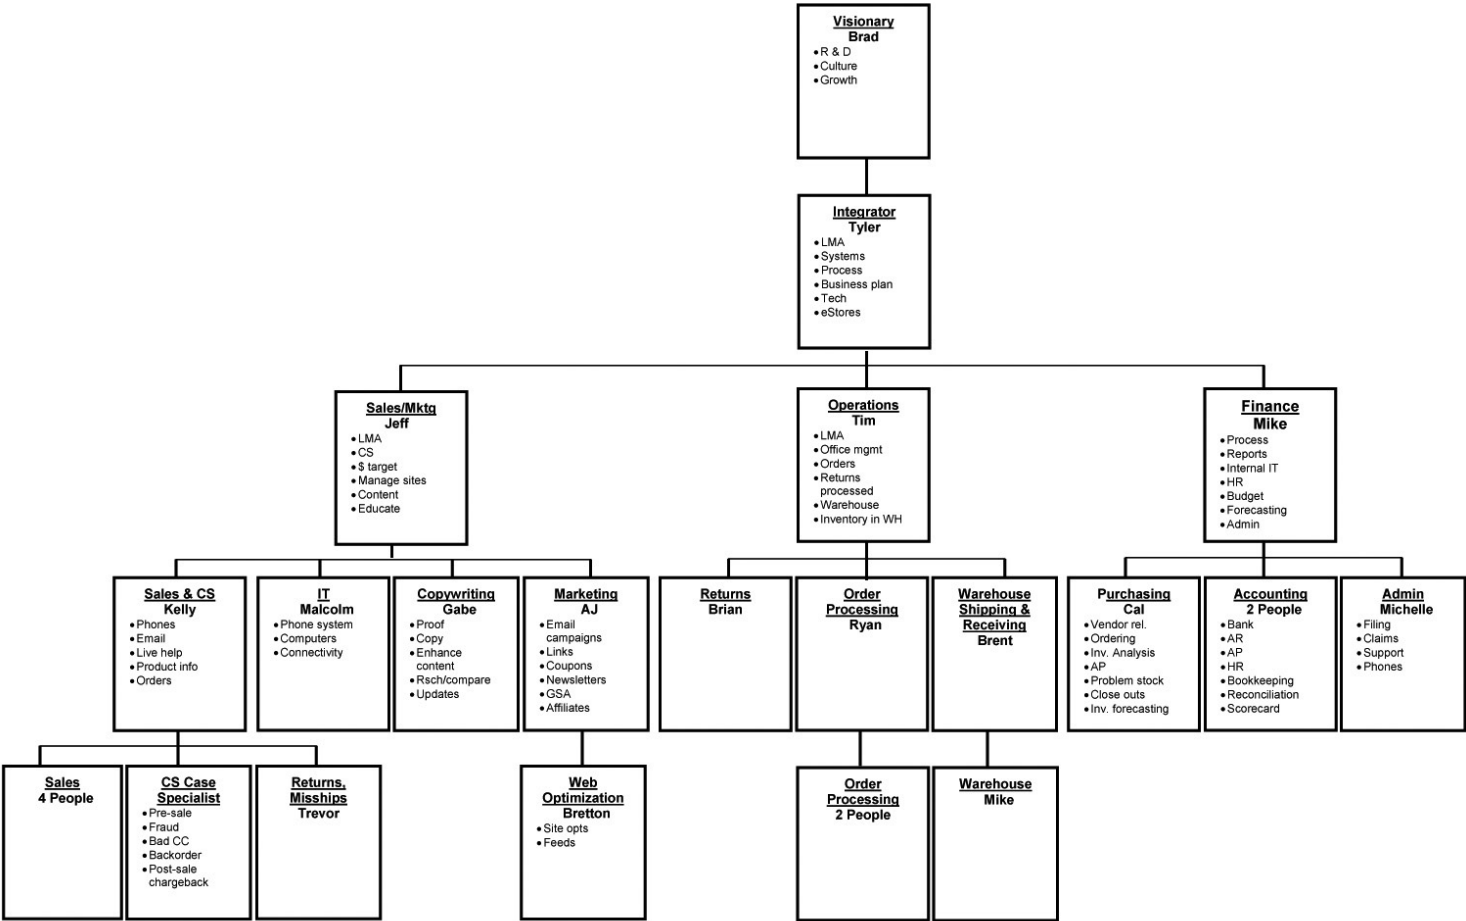 Visionary
Brad
• R & D
• Culture
• Growth
Integrator
Tyler
• LMA
• Systems
• Process
• Business plan
• Tech
• eStores
Sales/Mktg
Jeff
• LMA
• CS
• $ target
• Manage sites
• Content
• Educate
Operations
Tim
• LMA
• Office mgmt
• Orders
• Returns
processed
• Warehouse
• Inventory in WH
Finance
Mike
• Process
• Reports
• Internal IT
• HR
• Budget
• Forecasting
• Admin
Sales & CS
Kelly
• Phones
• Email
• Live help
• Product info
• Orders
IT
Malcolm
• Phone system
• Computers
• Connectivity
Copywriting
Gabe
• Proof
• Copy
• Enhance
content
• Rsch/compare
• Updates
Marketing
AJ
• Email
campaigns
• Links
• Coupons
• Newsletters
• GSA
• Affiliates
Returns
Brian
Order
Processing
Ryan
Warehouse
Shipping &
Receiving
Brent
Purchasing
Cal
• Vendor rel.
• Ordering
• Inv. Analysis
• AP
• Problem stock
• Close outs
• Inv. forecasting
Accounting
2 People
• Bank
• AR
• AP
• HR
• Bookkeeping
• Reconciliation
• Scorecard
Admin
Michelle
• Filing
• Claims
• Support
• Phones
Sales
4 People
CS Case
Specialist
• Pre-sale
• Fraud
• Bad CC
• Backorder
• Post-sale
chargeback
Returns,
Misships
Trevor
Web
Optimization
Bretton
• Site opts
• Feeds
Order
Processing
2 People
Warehouse
Mike